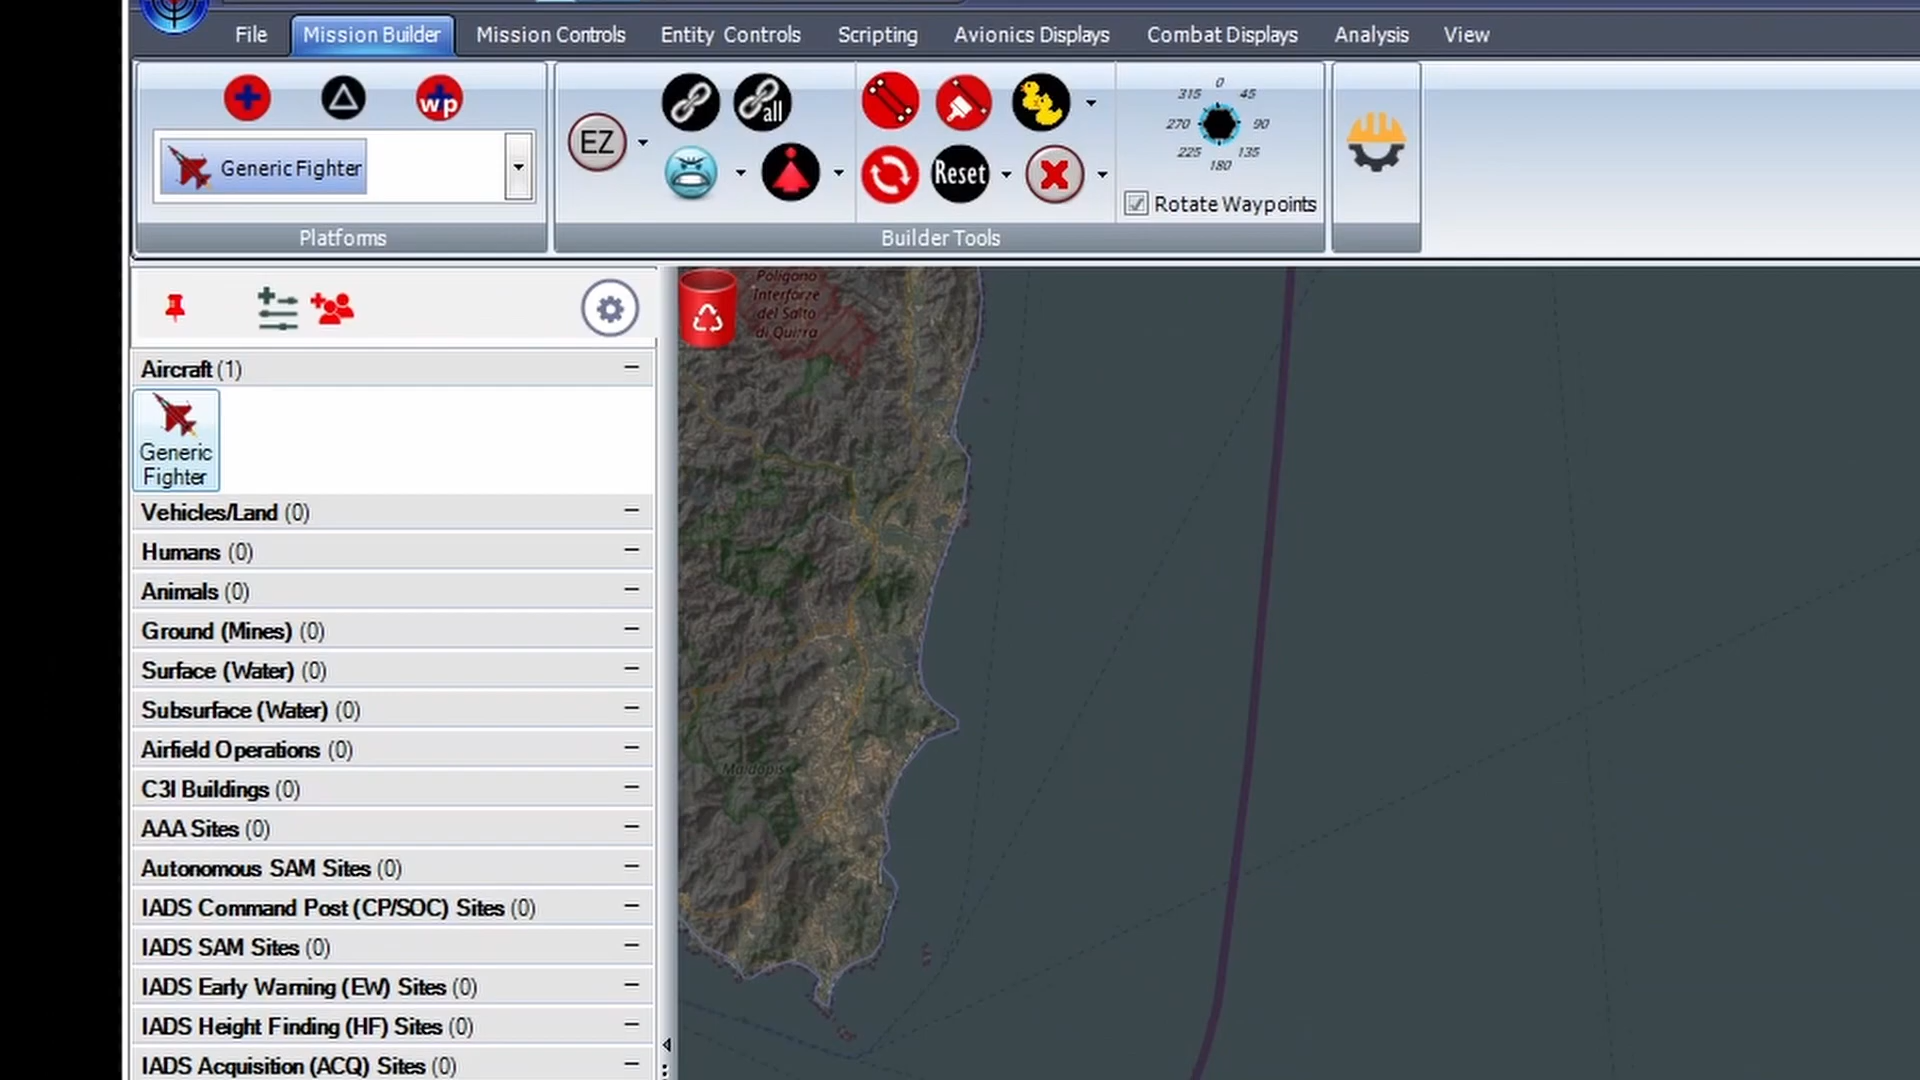 File
Mission Builder
Mission Controls
Entity Controls
Scripting
Avionics Displays
Combat Displays
Analysis
View
wp
Generic Fighter
Platforms
EZ
all
Reset
0
315
45
270
90
225
135
180
Rotate Waypoints
Builder Tools
Aircraft (1)
Generic
Fighter
Vehicles/Land (0)
Humans (0)
Animals (0)
Ground (Mines) (0)
Surface (Water) (0)
Subsurface (Water) (0)
Airfield Operations (0)
C3I Buildings (0)
AAA Sites (0)
Autonomous SAM Sites (0)
IADS Command Post (CP/SOC) Sites (0)
IADS SAM Sites (0)
IADS Early Warning (EW) Sites (0)
IADS Height Finding (HF) Sites (0)
IADS Acquisition (ACQ) Sites (0)
Poligono
Interforze
del Salto
di Quirra
Maidopis